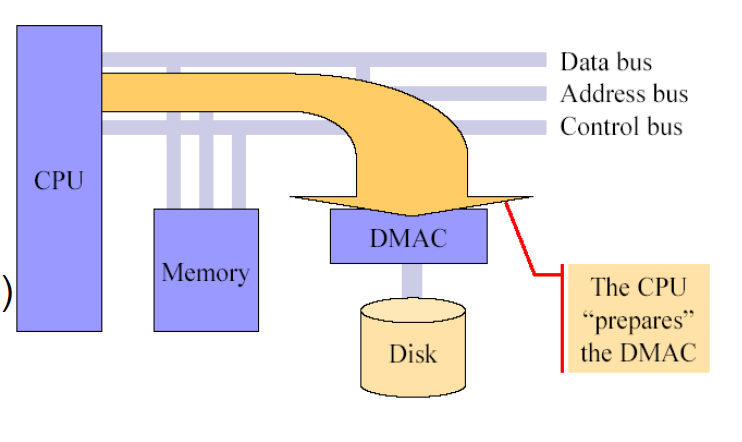 Data bus
Address bus
Control bus
CPU
DMAC
Memory
)
The CPU
“prepares”
the DMAC
Disk